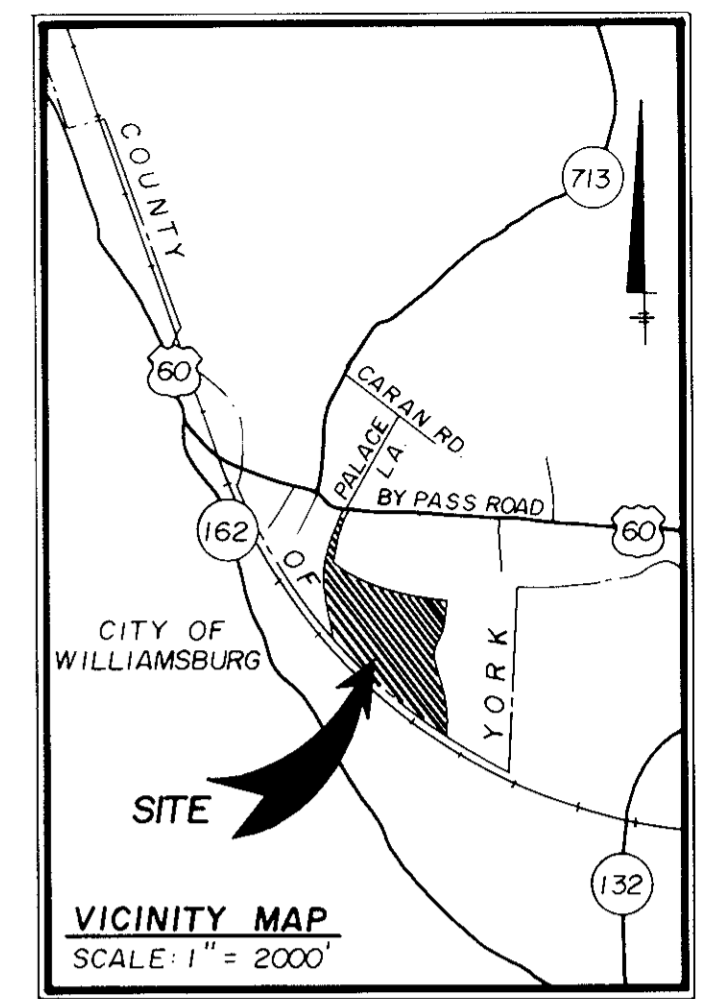 COUNTY
713
60
CARAN RD.
PALACE
LA.
BY PASS ROAD
60
162
OF
CITY OF
WILLIAMSBURG
YORK
SITE
132
VICINITY MAP
SCALE: 1" = 2000'